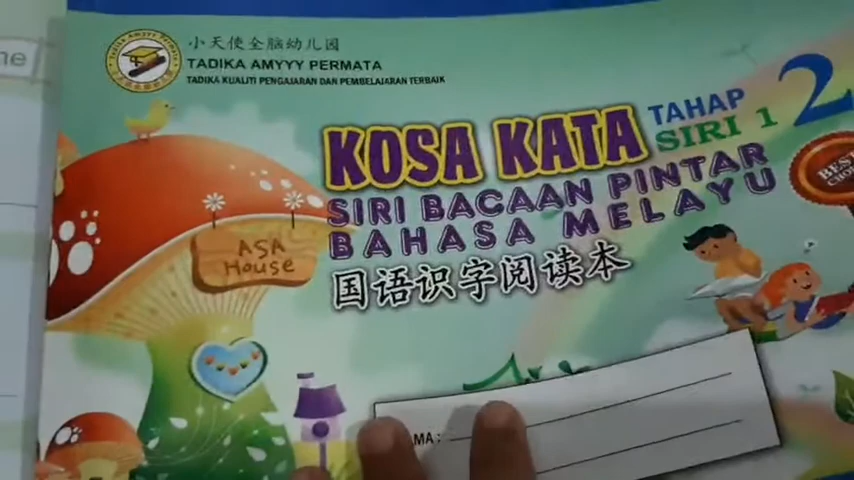 小天使全脑幼儿园
TADIKA AMYYY PERMATA
TADIKA KUALITI PENGAJARAN DAN PEMBELAJARAN TERBAIK
KOSA KATA
TAHAP 2
SIRI 1
SIRI BACAAN PINTAR
BAHASA MELAYU
国语识字阅读本
ASA
HOUSE
BEST